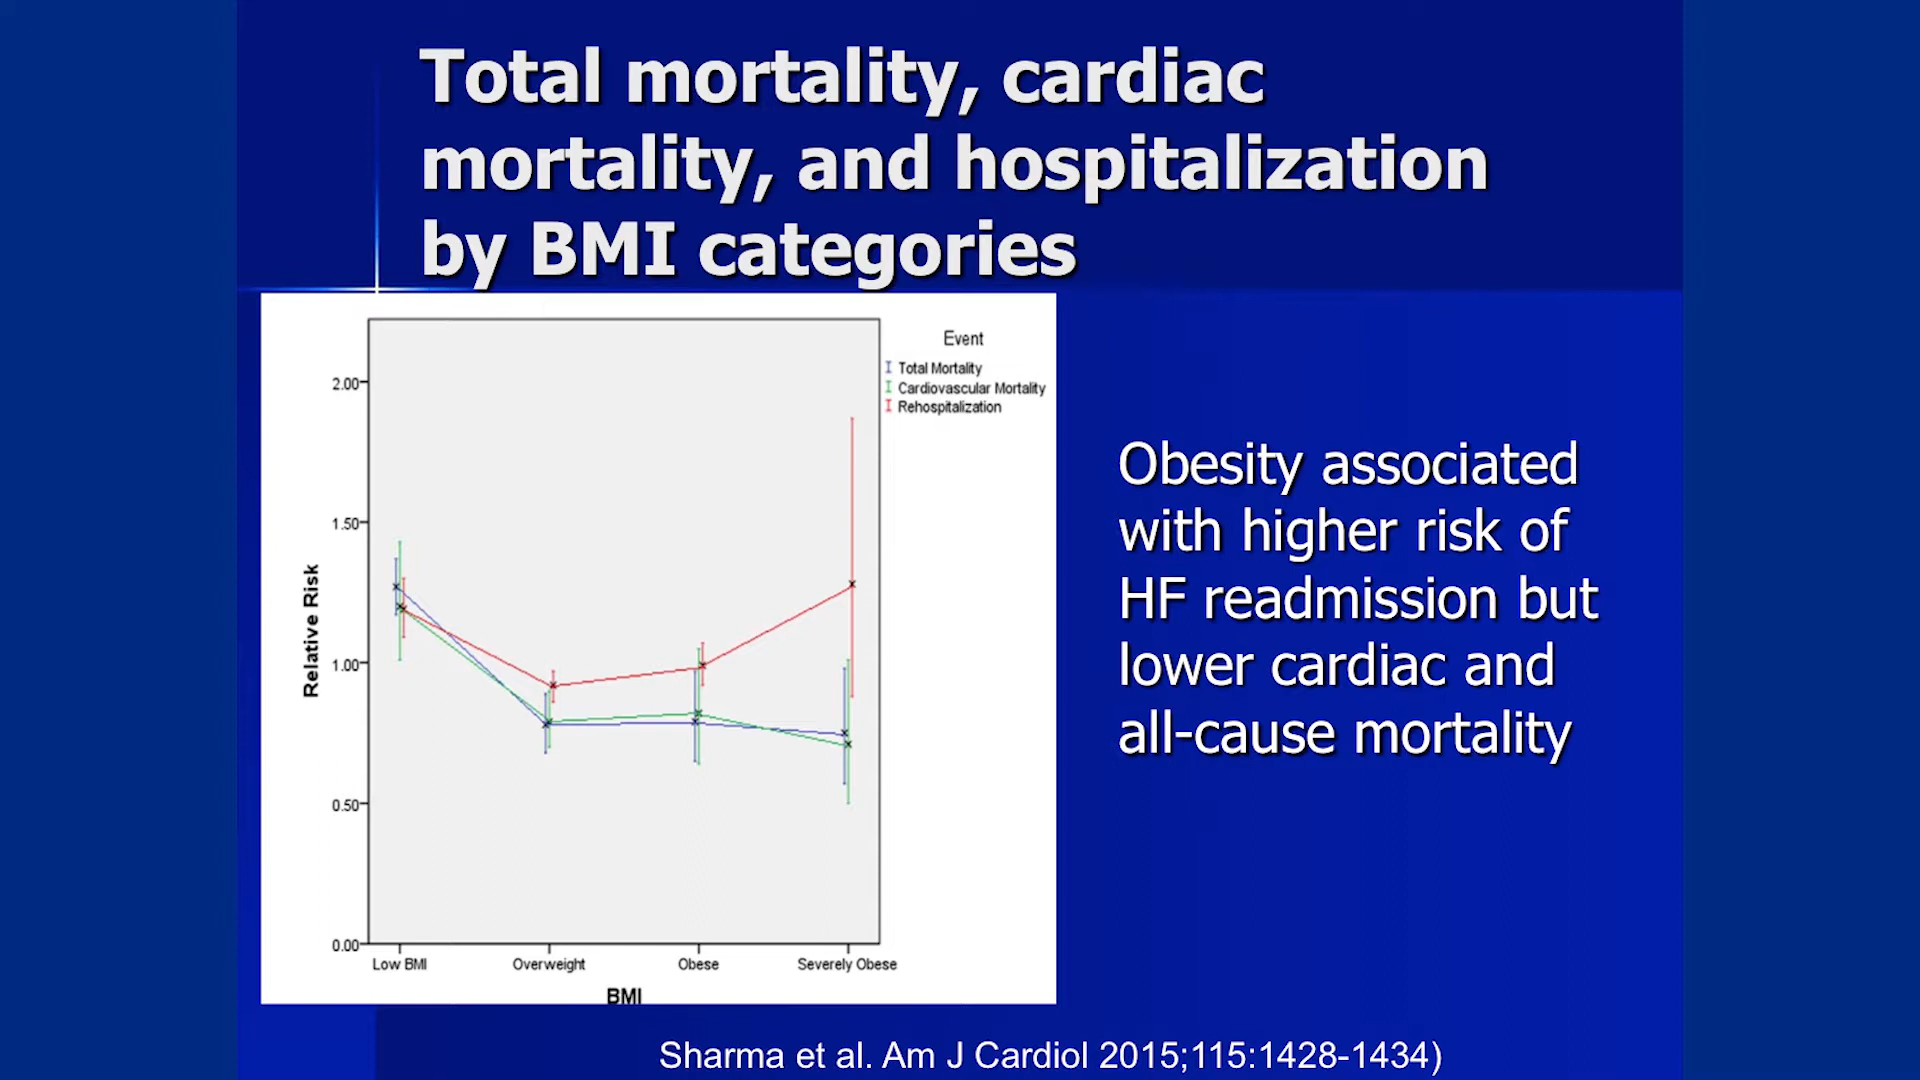 Total mortality, cardiac
mortality, and hospitalization
by BMI categories
Event
Total Mortality
Cardiovascular Mortality
Rehospitalization
2.00
1.50
1.00
0.50
0.00
Relative Risk
Low BMI
Overweight
Obese
Severely Obese
BMI
Obesity associated
with higher risk of
HF readmission but
lower cardiac and
all-cause mortality
Sharma et al. Am J Cardiol 2015;115:1428-1434)